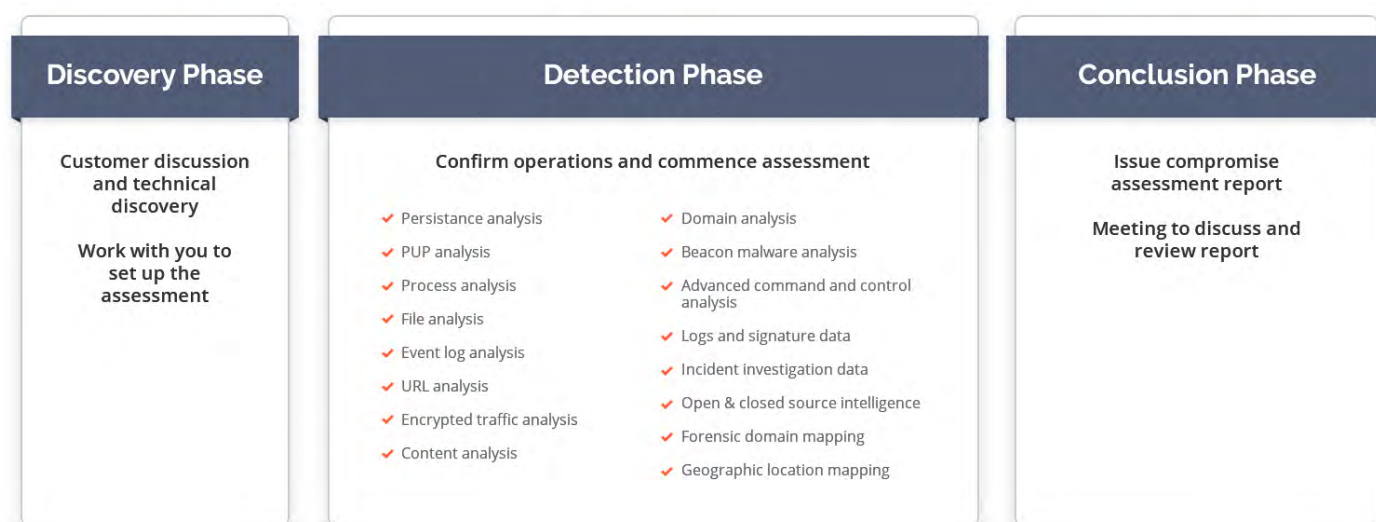 Discovery Phase
Customer discussion
and technical
discovery
Work with you to
set up the
assessment
Detection Phase
Confirm operations and commence assessment
Persistance analysis
PUP analysis
Process analysis
File analysis
Event log analysis
URL analysis
Encrypted traffic analysis
Content analysis
Domain analysis
Beacon malware analysis
Advanced command and control
analysis
Logs and signature data
Incident investigation data
Open & closed source intelligence
Forensic domain mapping
Geographic location mapping
Conclusion Phase
Issue compromise
assessment report
Meeting to discuss and
review report